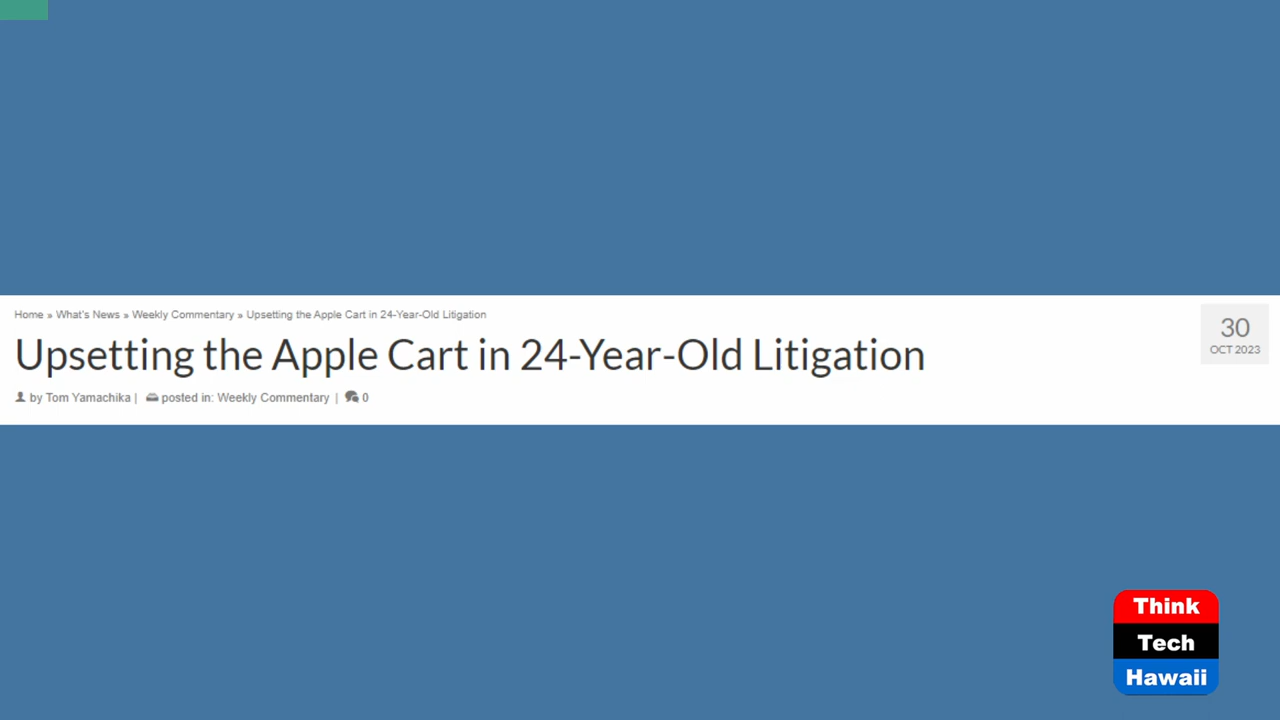 Home » What's News » Weekly Commentary » Upsetting the Apple Cart in 24-Year-Old Litigation
Upsetting the Apple Cart in 24-Year-Old Litigation
by Tom Yamachika | posted in: Weekly Commentary | 0
30
OCT 2023
Think
Tech
Hawaii